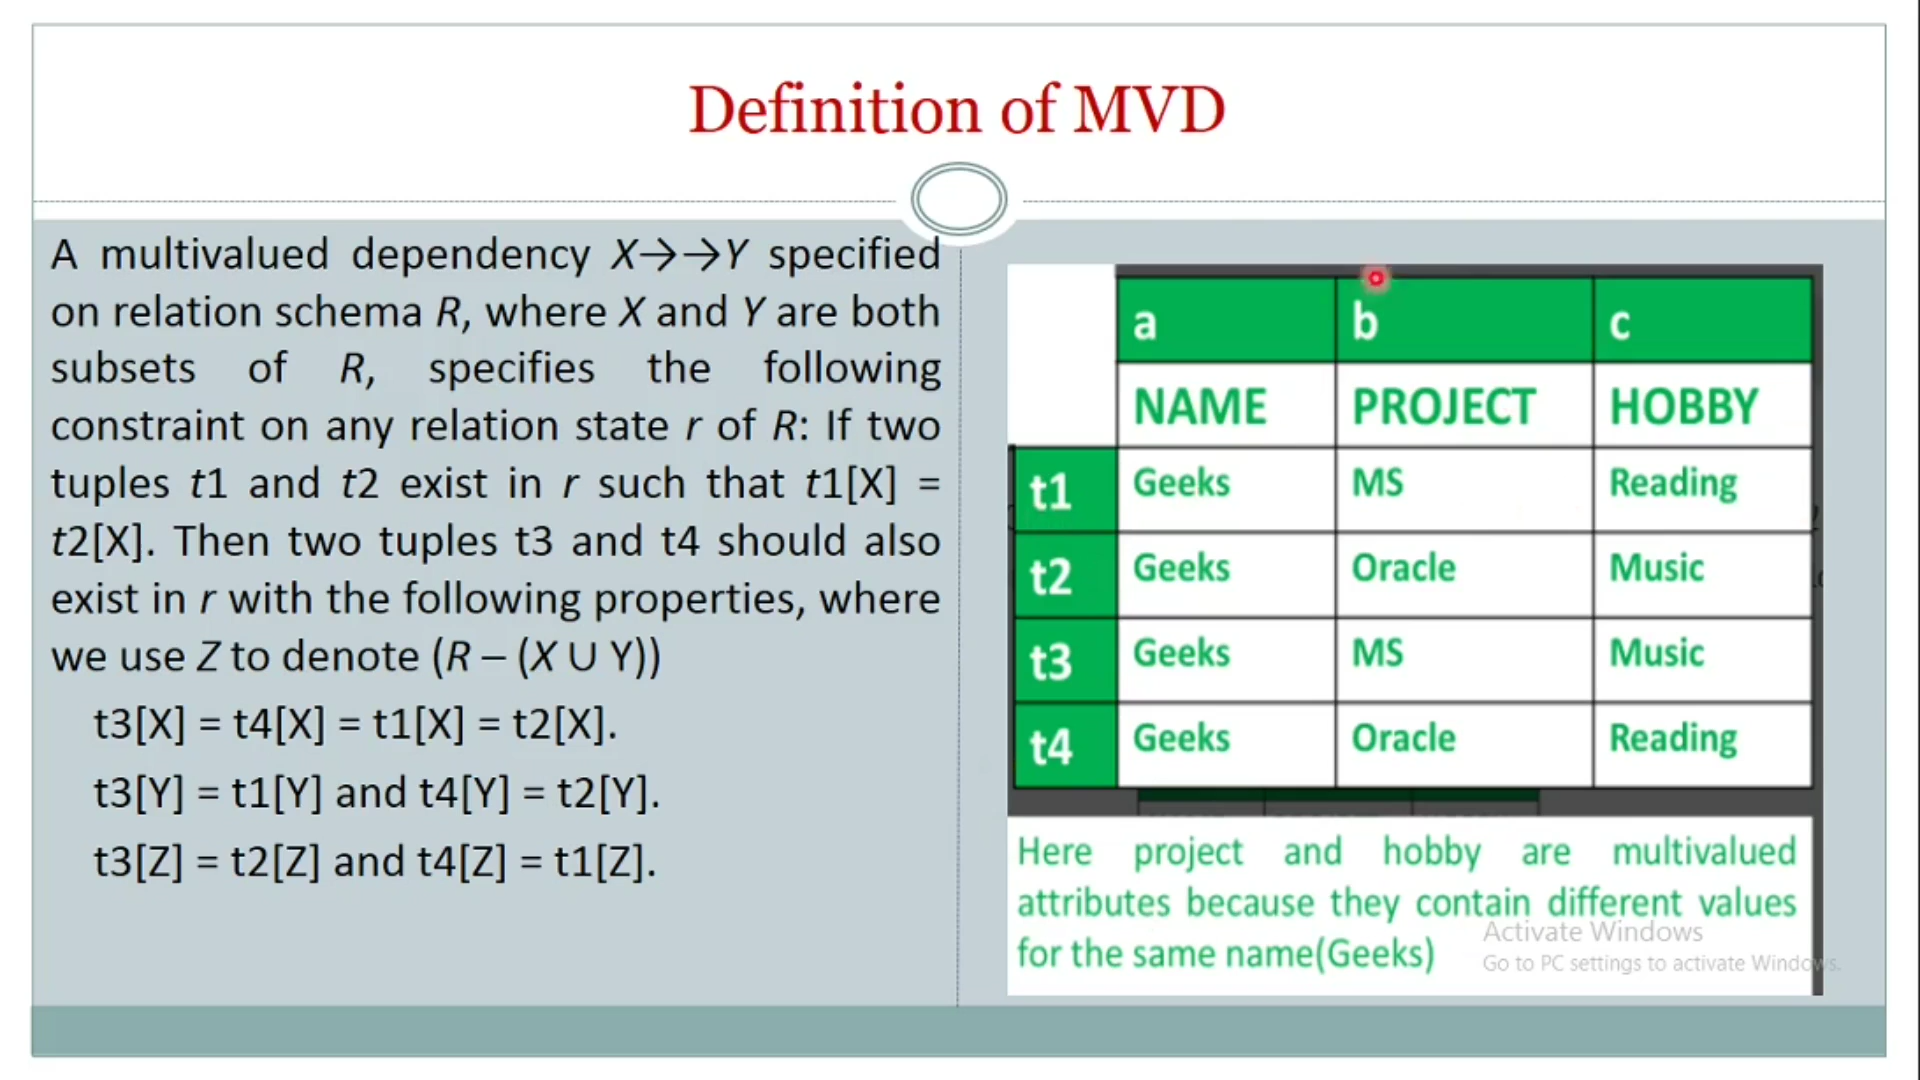 Definition of MVD
A multivalued dependency X→→Y specified
on relation schema R, where X and Y are both
subsets of R, specifies the following
constraint on any relation state r of R: If two
tuples t1 and t2 exist in r such that t1[X] =
t2[X]. Then two tuples t3 and t4 should also
exist in r with the following properties, where
we use Z to denote (R – (X ∪ Y))
t3[X] = t4[X] = t1[X] = t2[X].
t3[Y] = t1[Y] and t4[Y] = t2[Y].
t3[Z] = t2[Z] and t4[Z] = t1[Z].
a b c
NAME PROJECT HOBBY
t1 Geeks MS Reading
t2 Geeks Oracle Music
t3 Geeks MS Music
t4 Geeks Oracle Reading
Here project and hobby are multivalued
attributes because they contain different values
for the same name(Geeks)
Activate Windows
Go to PC settings to activate Windows.